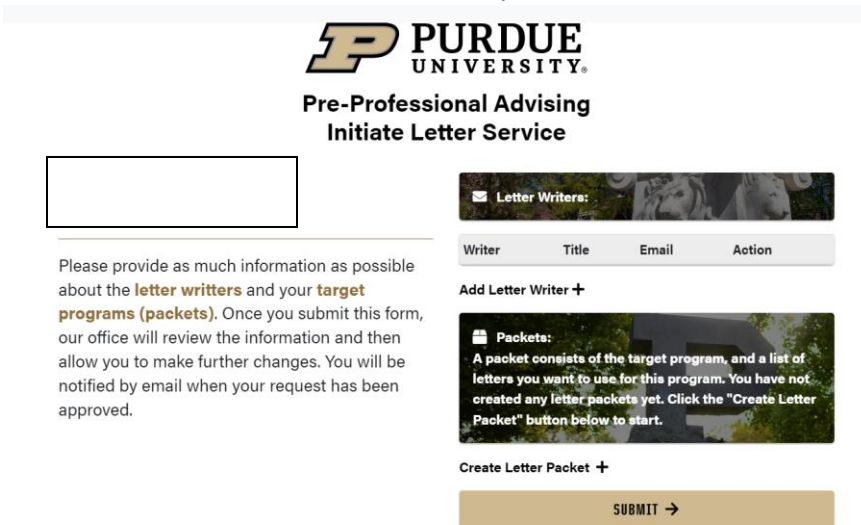 PURDUE
UNIVERSITY®
Pre-Professional Advising
Initiate Letter Service
Please provide as much information as possible
about the letter writters and your target
programs (packets). Once you submit this form,
our office will review the information and then
allow you to make further changes. You will be
notified by email when your request has been
approved.
Letter Writers:
Writer Title Email Action
Add Letter Writer +
Packets:
A packet consists of the target program, and a list of
letters you want to use for this program. You have not
created any letter packets yet. Click the "Create Letter
Packet" button below to start.
Create Letter Packet +
SUBMIT →